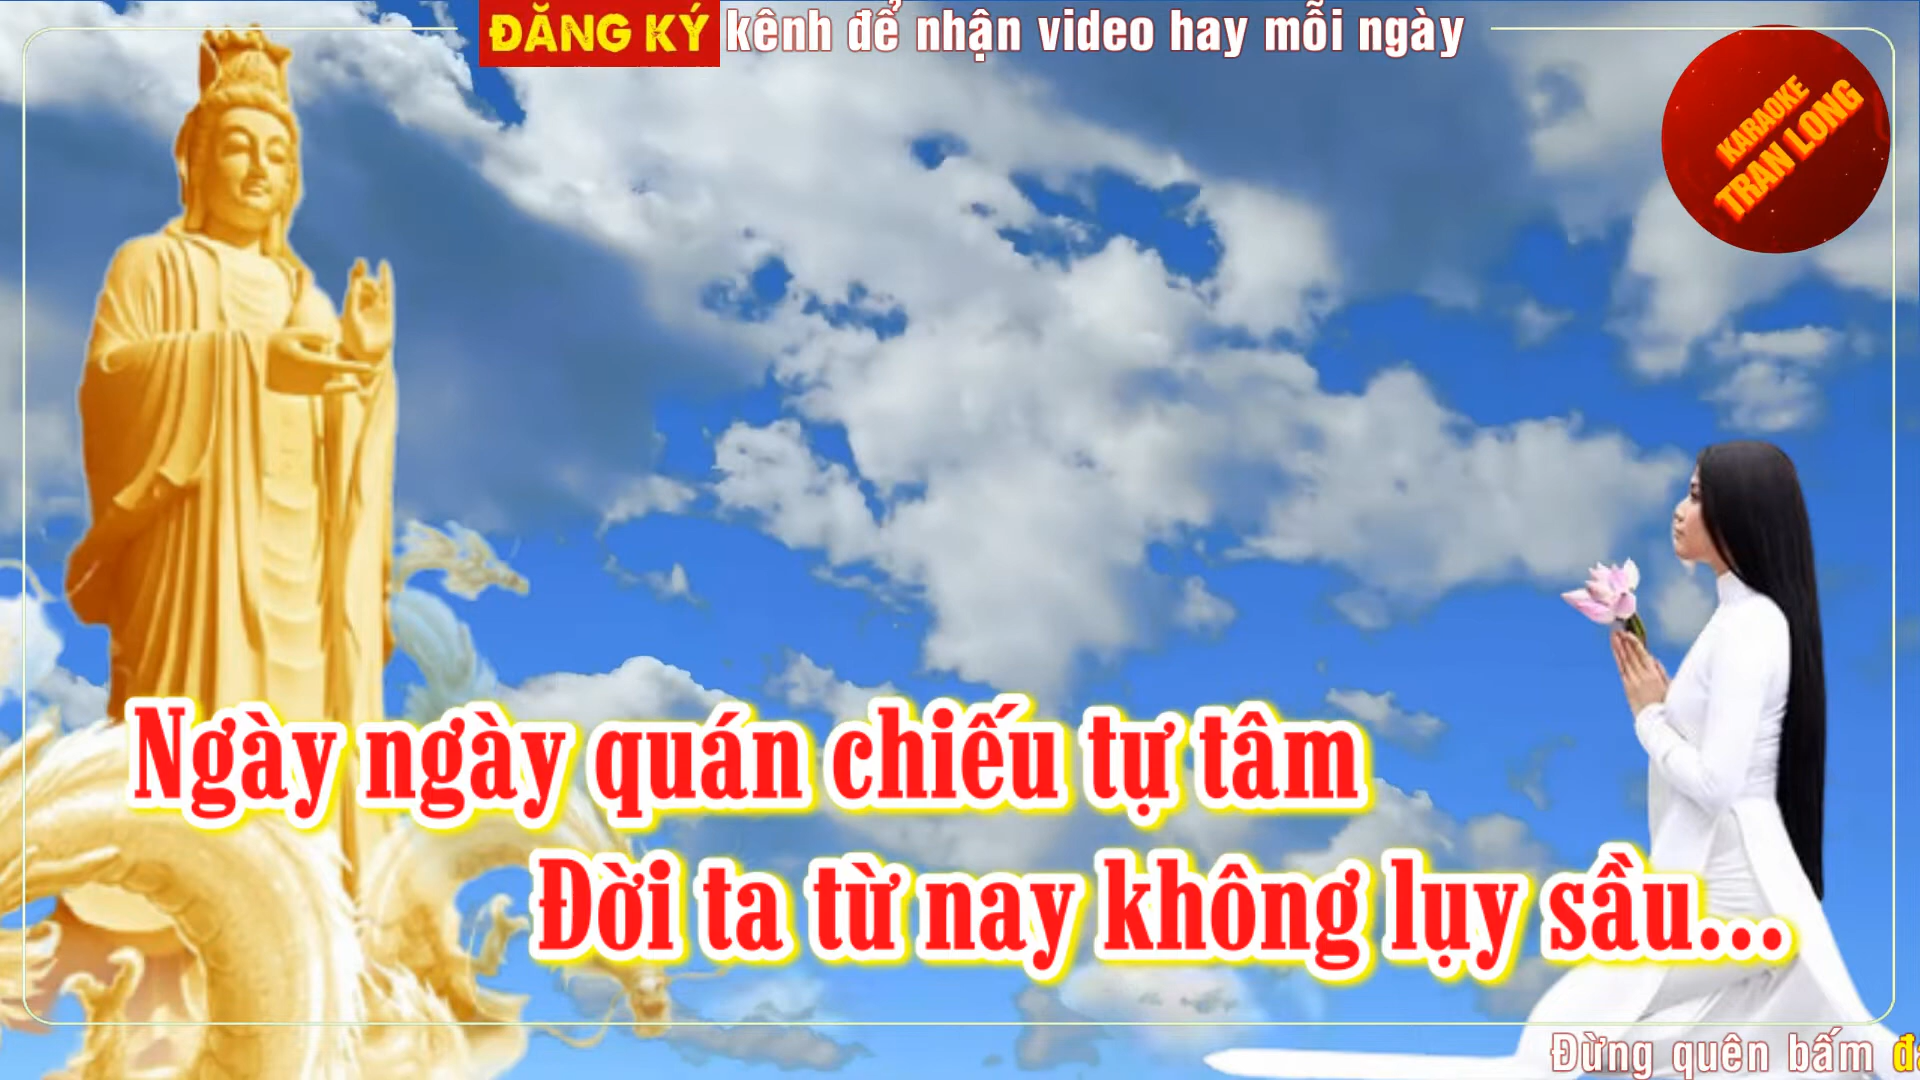 ĐĂNG KÝ kênh để nhận video hay mỗi ngày
KARAOKE
TRAN LONG
Ngày ngày quán chiếu tự tâm
Đời ta từ nay không lụy sầu...
Đừng quên bấm